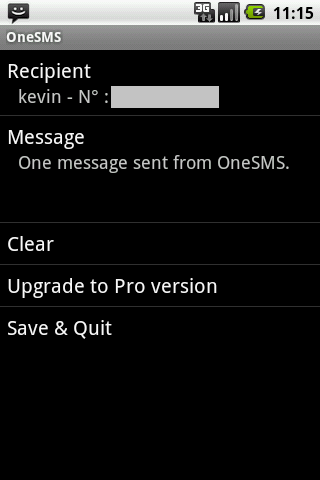 3G 11:15
OneSMS
Recipient
kevin - N° :
Message
One message sent from OneSMS.
Clear
Upgrade to Pro version
Save & Quit